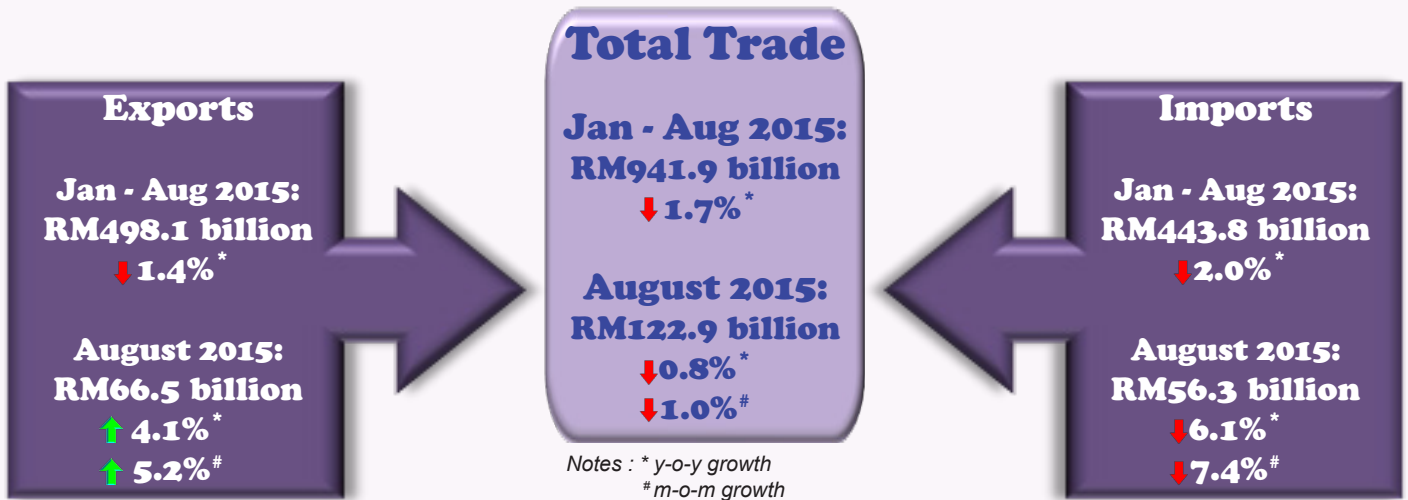 Exports
Jan - Aug 2015:
RM498.1 billion
1.4%*
August 2015:
RM66.5 billion
4.1%*
5.2%#
Total Trade
Jan - Aug 2015:
RM941.9 billion
1.7%*
August 2015:
RM122.9 billion
0.8%*
1.0%#
Notes : * y-o-y growth
# m-o-m growth
Imports
Jan - Aug 2015:
RM443.8 billion
2.0%*
August 2015:
RM56.3 billion
6.1%*
7.4%#